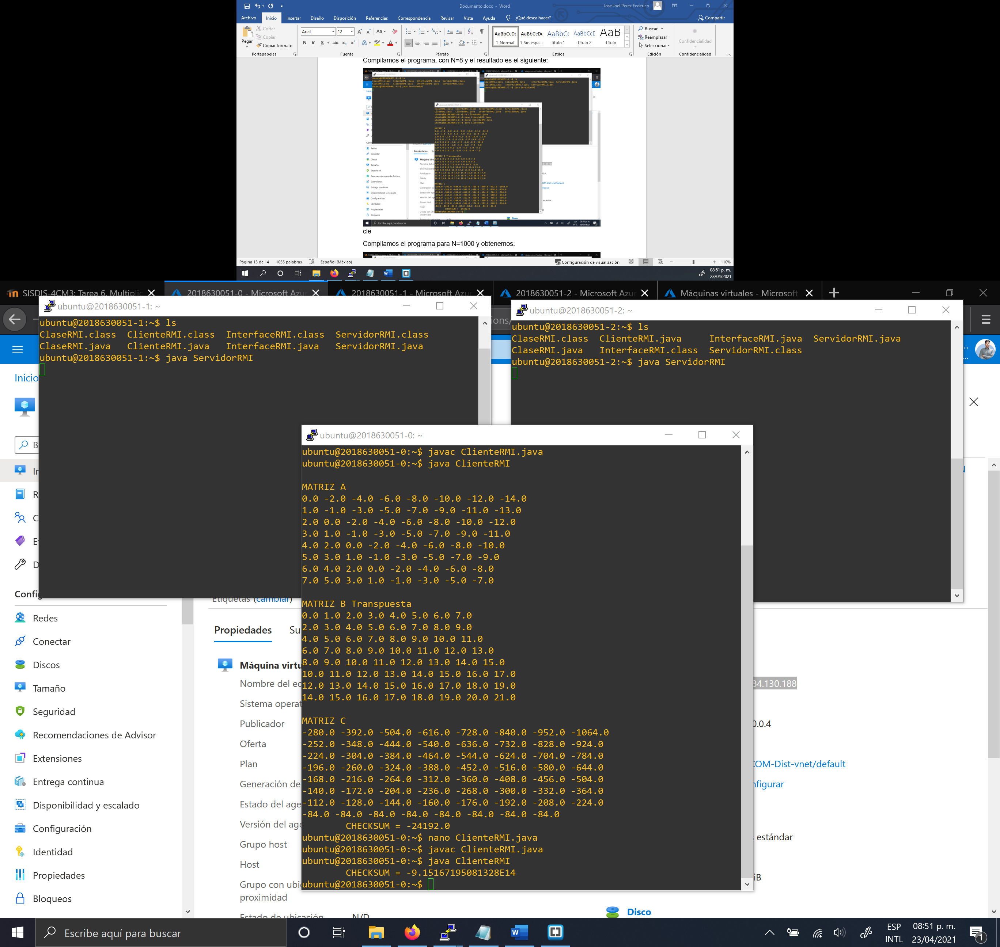 Documento.docx - Word
Jose Joel Perez Federico
Archivo Inicio Insertar Diseño Disposición Referencias Correspondencia Revisar Vista Ayuda ¿Qué desea hacer? Compartir
Pegar
Cortar
Copiar
Copiar formato
Portapapeles
Arial 12
N K S abc x₂ x²
Fuente
Párrafo
AaBbCcDc AaBbCcDc AaBbCc AaBbCcE AaB
¶ Normal ¶ Sin espa... Título 1 Título 2 Título
Estilos
Buscar
Reemplazar
Seleccionar
Edición
Confidencialidad
Confidencialidad
Compilamos el programa, con N=8 y el resultado es el siguiente:
cle
Compilamos el programa para N=1000 y obtenemos:
Página 13 de 14 1055 palabras Español (México) Configuración de visualización 110%
08:51 p. m.
23/04/2021
SISDIS-4CM3: Tarea 6. Multiplic
2018630051-0 - Microsoft Azu
2018630051-1 - Microsoft Azu
2018630051-2 - Microsoft Azu
Máquinas virtuales - Microsoft
ubuntu@2018630051-1: ~
ubuntu@2018630051-1:~$ ls
ClaseRMI.class ClienteRMI.class InterfaceRMI.class ServidorRMI.class
ClaseRMI.java ClienteRMI.java InterfaceRMI.java ServidorRMI.java
ubuntu@2018630051-1:~$ java ServidorRMI
ubuntu@2018630051-2: ~
ubuntu@2018630051-2:~$ ls
ClaseRMI.class ClienteRMI.java InterfaceRMI.java ServidorRMI.java
ClaseRMI.java InterfaceRMI.class ServidorRMI.class
ubuntu@2018630051-2:~$ java ServidorRMI
ubuntu@2018630051-0: ~
ubuntu@2018630051-0:~$ javac ClienteRMI.java
ubuntu@2018630051-0:~$ java ClienteRMI
MATRIZ A
0.0 -2.0 -4.0 -6.0 -8.0 -10.0 -12.0 -14.0
1.0 -1.0 -3.0 -5.0 -7.0 -9.0 -11.0 -13.0
2.0 0.0 -2.0 -4.0 -6.0 -8.0 -10.0 -12.0
3.0 1.0 -1.0 -3.0 -5.0 -7.0 -9.0 -11.0
4.0 2.0 0.0 -2.0 -4.0 -6.0 -8.0 -10.0
5.0 3.0 1.0 -1.0 -3.0 -5.0 -7.0 -9.0
6.0 4.0 2.0 0.0 -2.0 -4.0 -6.0 -8.0
7.0 5.0 3.0 1.0 -1.0 -3.0 -5.0 -7.0
MATRIZ B Transpuesta
0.0 1.0 2.0 3.0 4.0 5.0 6.0 7.0
2.0 3.0 4.0 5.0 6.0 7.0 8.0 9.0
4.0 5.0 6.0 7.0 8.0 9.0 10.0 11.0
6.0 7.0 8.0 9.0 10.0 11.0 12.0 13.0
8.0 9.0 10.0 11.0 12.0 13.0 14.0 15.0
10.0 11.0 12.0 13.0 14.0 15.0 16.0 17.0
12.0 13.0 14.0 15.0 16.0 17.0 18.0 19.0
14.0 15.0 16.0 17.0 18.0 19.0 20.0 21.0
MATRIZ C
-280.0 -392.0 -504.0 -616.0 -728.0 -840.0 -952.0 -1064.0
-252.0 -348.0 -444.0 -540.0 -636.0 -732.0 -828.0 -924.0
-224.0 -304.0 -384.0 -464.0 -544.0 -624.0 -704.0 -784.0
-196.0 -260.0 -324.0 -388.0 -452.0 -516.0 -580.0 -644.0
-168.0 -216.0 -264.0 -312.0 -360.0 -408.0 -456.0 -504.0
-140.0 -172.0 -204.0 -236.0 -268.0 -300.0 -332.0 -364.0
-112.0 -128.0 -144.0 -160.0 -176.0 -192.0 -208.0 -224.0
-84.0 -84.0 -84.0 -84.0 -84.0 -84.0 -84.0 -84.0
CHECKSUM = -24192.0
ubuntu@2018630051-0:~$ nano ClienteRMI.java
ubuntu@2018630051-0:~$ javac ClienteRMI.java
ubuntu@2018630051-0:~$ java ClienteRMI
CHECKSUM = -9.15167195081328E14
ubuntu@2018630051-0:~$
Inicio
Redes
Conectar
Discos
Tamaño
Seguridad
Recomendaciones de Advisor
Extensiones
Entrega continua
Disponibilidad y escalado
Configuración
Identidad
Propiedades
Bloqueos
Etiquetas (cambiar)
Propiedades Su
Máquina virtu
Nombre del
Sistema operat
Publicador
Oferta
Plan
Generación de
Estado del age
Versión del age
Grupo host
Host
Grupo con ubi
proximidad
Estado de ubicación N/D
34.130.188
0.0.4
COM-Dist-vnet/default
nfigurar
estándar
iB
Disco
Escribe aquí para buscar
ESP
INTL
08:51 p. m.
23/04/2021
1